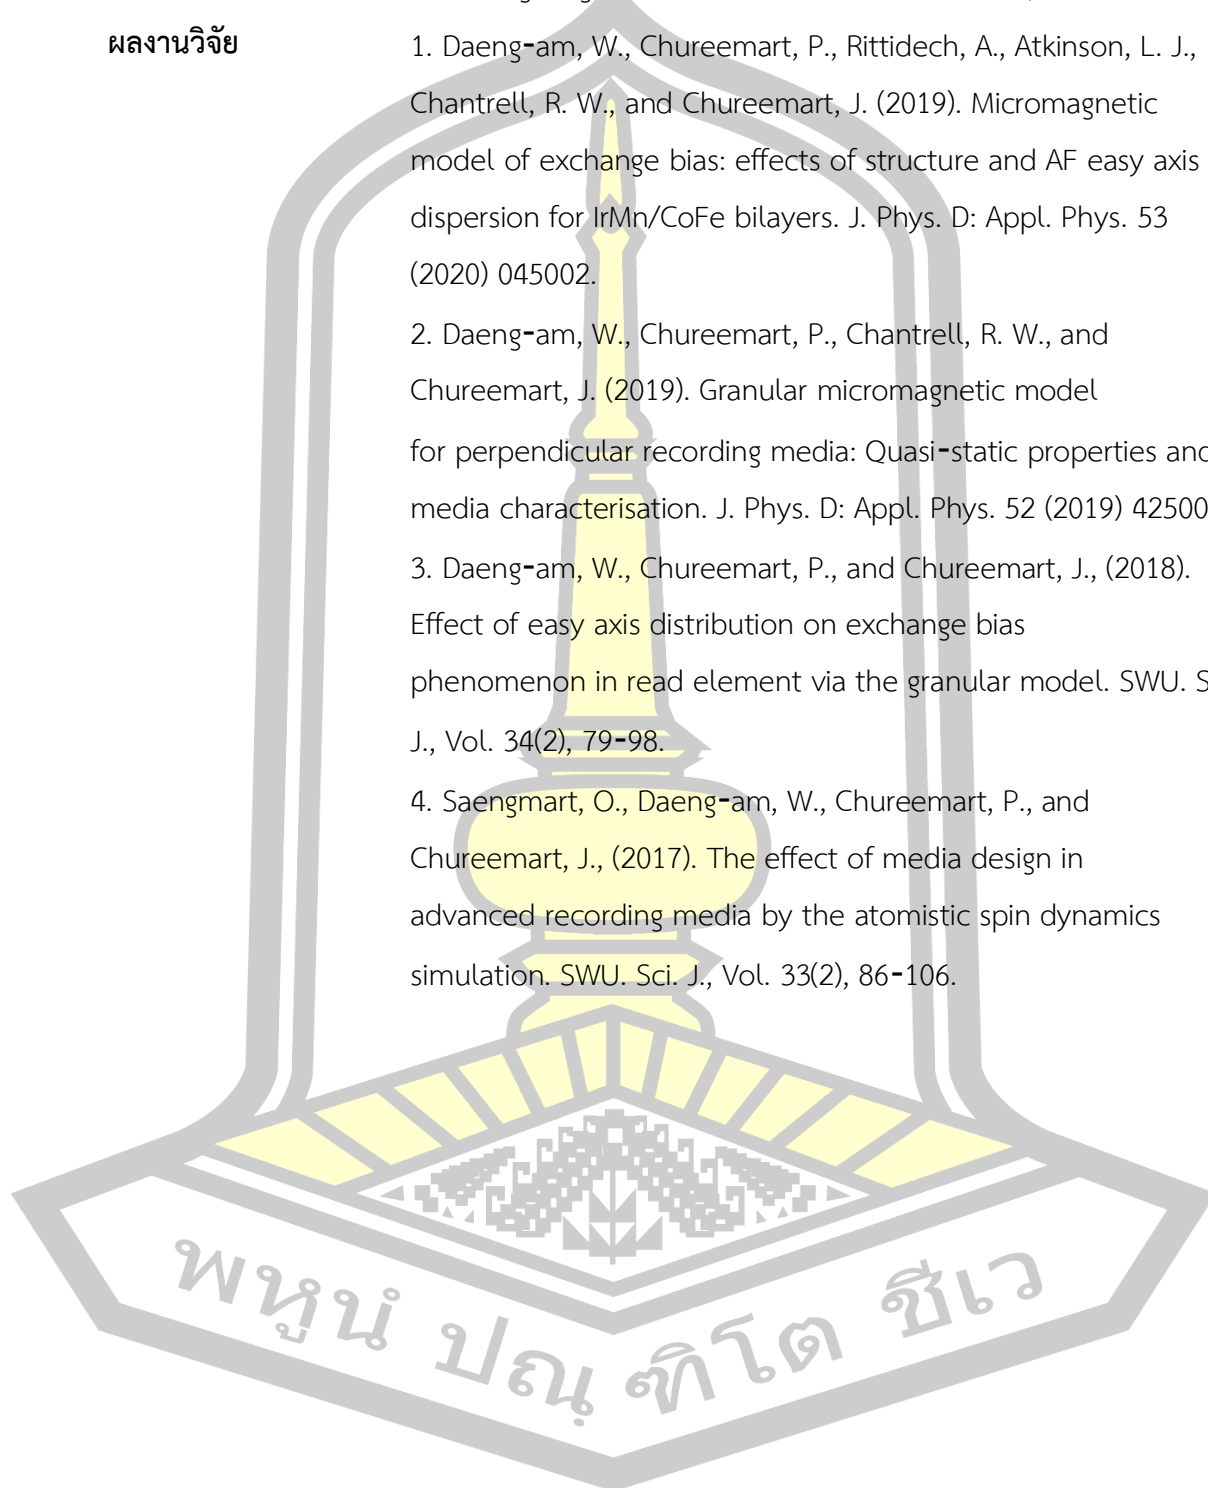 ผลงานวิจัย
1. Daeng-am, W., Chureemart, P., Rittidech, A., Atkinson, L. J.,
Chantrell, R. W., and Chureemart, J. (2019). Micromagnetic
model of exchange bias: effects of structure and AF easy axis
dispersion for IrMn/CoFe bilayers. J. Phys. D: Appl. Phys. 53
(2020) 045002.
2. Daeng-am, W., Chureemart, P., Chantrell, R. W., and
Chureemart, J. (2019). Granular micromagnetic model
for perpendicular recording media: Quasi-static properties and
media characterisation. J. Phys. D: Appl. Phys. 52 (2019) 42500
3. Daeng-am, W., Chureemart, P., and Chureemart, J., (2018).
Effect of easy axis distribution on exchange bias
phenomenon in read element via the granular model. SWU. S
J., Vol. 34(2), 79-98.
4. Saengmart, O., Daeng-am, W., Chureemart, P., and
Chureemart, J., (2017). The effect of media design in
advanced recording media by the atomistic spin dynamics
simulation. SWU. Sci. J., Vol. 33(2), 86-106.
พหูนํ ปณฺฑิโต ชีเว